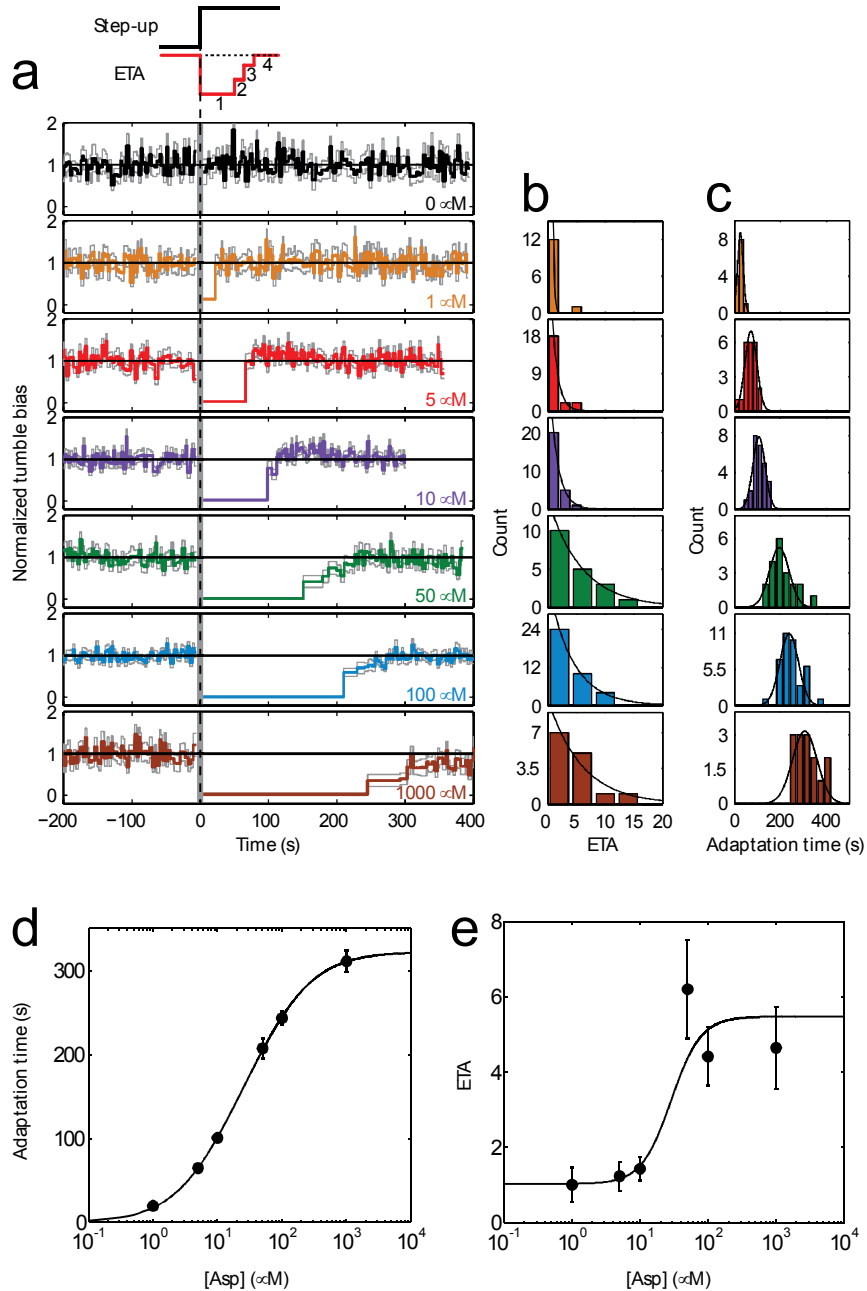 Step-up
ETA
1 2 3 4
a
Normalized tumble bias
2
1
0
0 ∝M
2
1
0
1 ∝M
2
1
0
5 ∝M
2
1
0
10 ∝M
2
1
0
50 ∝M
2
1
0
100 ∝M
2
1
0
1000 ∝M
−200 −100 0 100 200 300 400
Time (s)
b
Count
12
6
0
18
9
0
20
10
0
10
5
0
24
12
0
7
3.5
0
0 5 10 15 20
ETA
c
Count
8
4
0
6
3
0
8
4
0
6
3
0
11
5.5
0
3
1.5
0
0 200 400
Adaptation time (s)
d
Adaptation time (s)
300
200
100
0
10⁻¹ 10⁰ 10¹ 10² 10³ 10⁴
[Asp] (∝M)
e
ETA
8
6
4
2
0
10⁻¹ 10⁰ 10¹ 10² 10³ 10⁴
[Asp] (∝M)